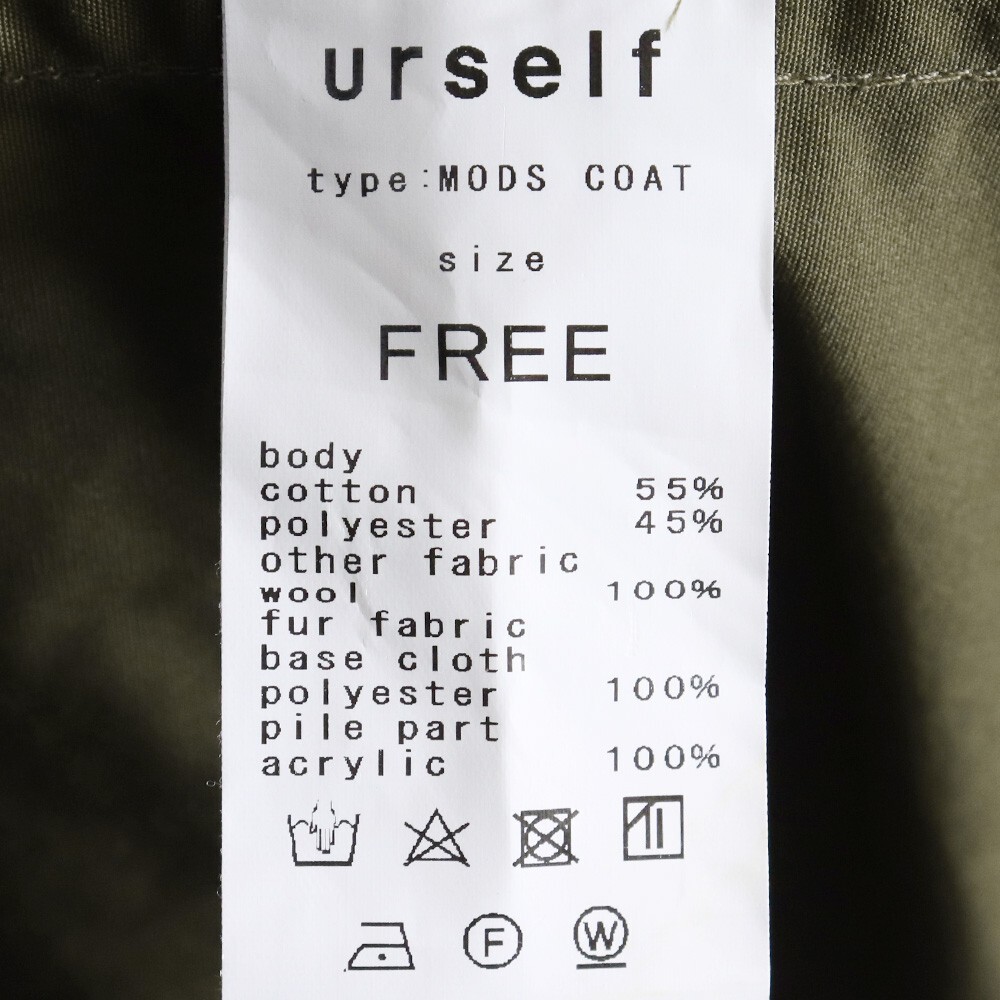 urself
type:MODS COAT
size
FREE
body
cotton 55%
polyester 45%
other fabric
wool 100%
fur fabric
base cloth
polyester 100%
pile part
acrylic 100%
F W